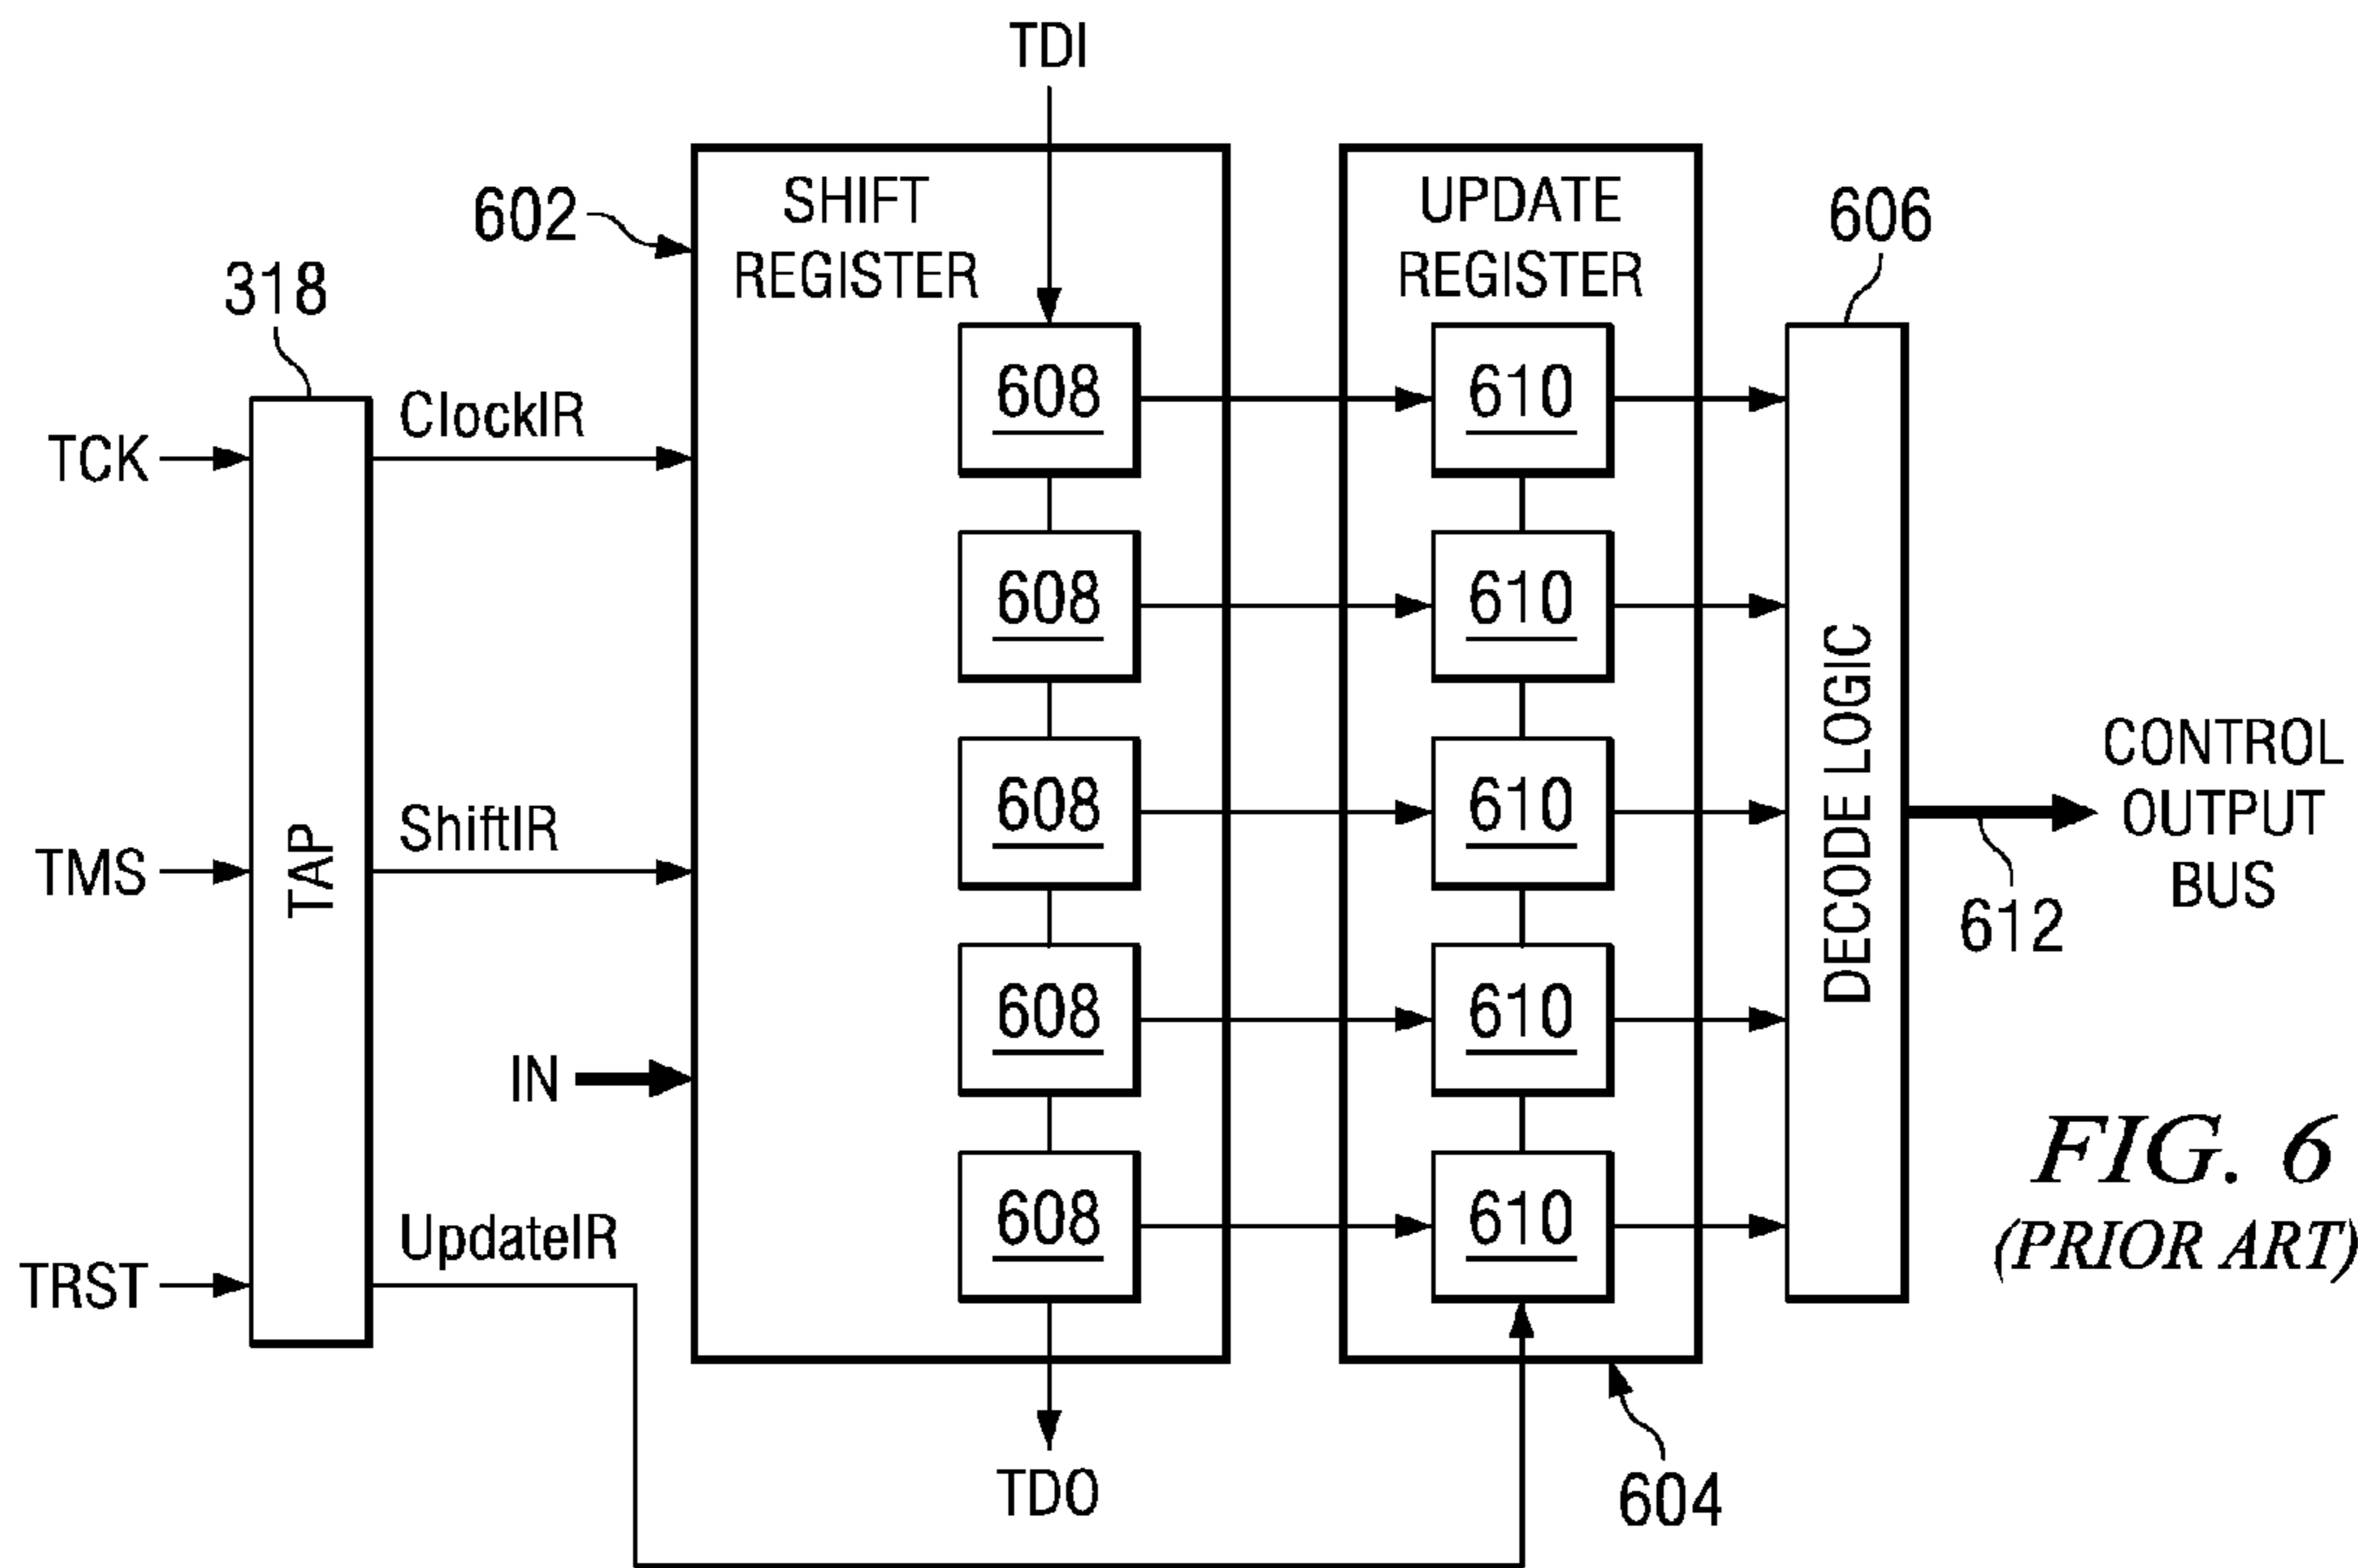 TDI
SHIFT
REGISTER
UPDATE
REGISTER
602
606
318
608
610
ClockIR
TCK
608
610
CONTROL
OUTPUT
BUS
608
610
ShiftIR
TMS
TAP
DECODE LOGIC
612
608
610
IN
FIG. 6
(PRIOR ART)
608
610
UpdateIR
TRST
TDO
604